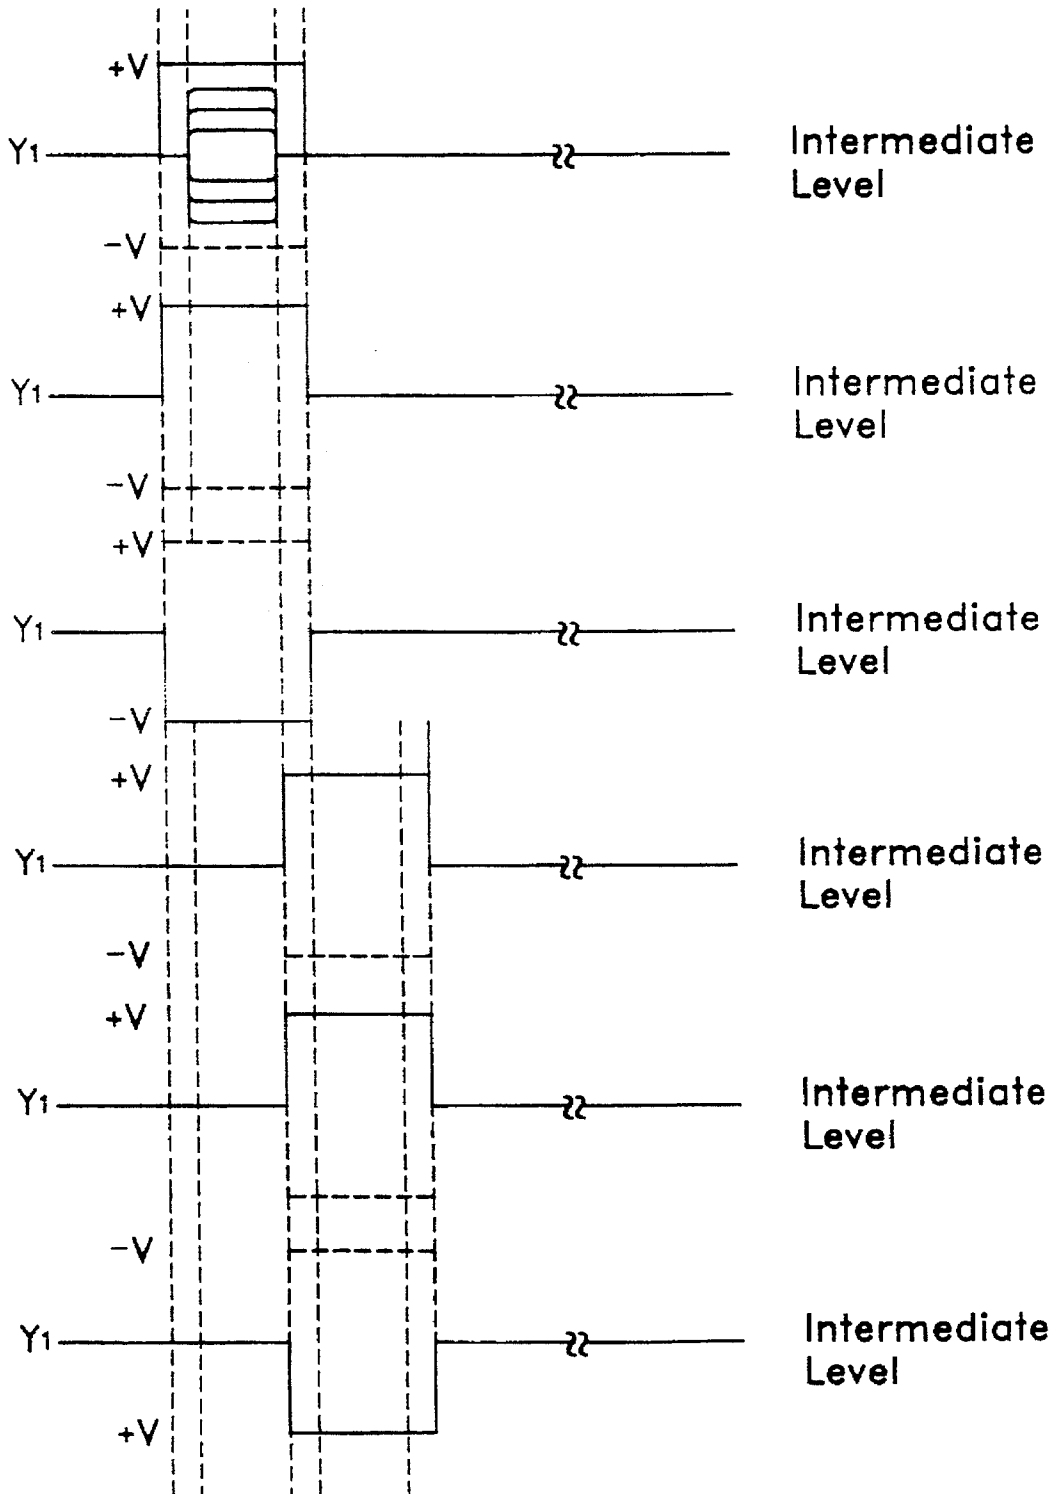 +V
Y1 Intermediate
Level
-V
+V
Y1 Intermediate
Level
-V
+V
Y1 Intermediate
Level
-V
+V
Y1 Intermediate
Level
-V
+V
Y1 Intermediate
Level
-V
Y1 Intermediate
Level
+V